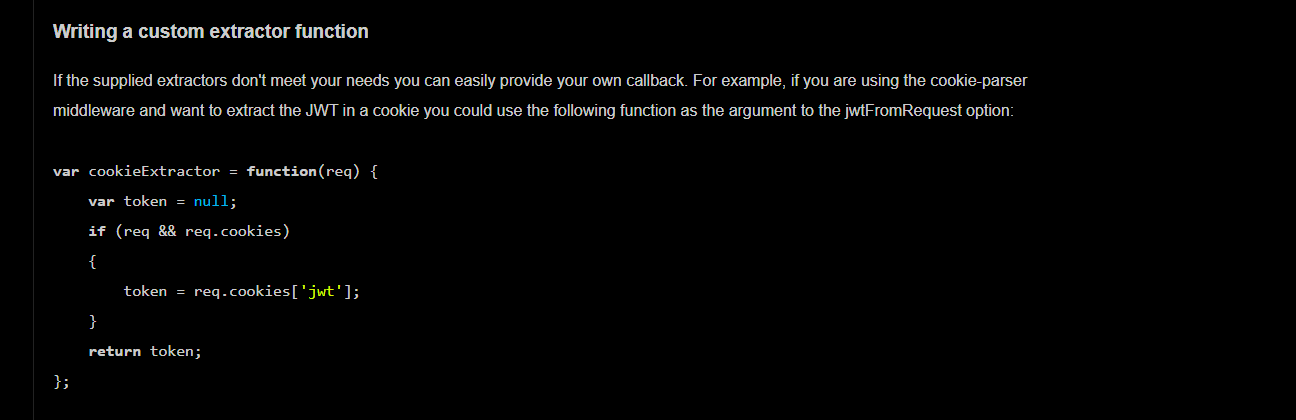 Writing a custom extractor function
If the supplied extractors don't meet your needs you can easily provide your own callback. For example, if you are using the cookie-parser
middleware and want to extract the JWT in a cookie you could use the following function as the argument to the jwtFromRequest option:
var cookieExtractor = function(req) {
    var token = null;
    if (req && req.cookies)
    {
        token = req.cookies['jwt'];
    }
    return token;
};